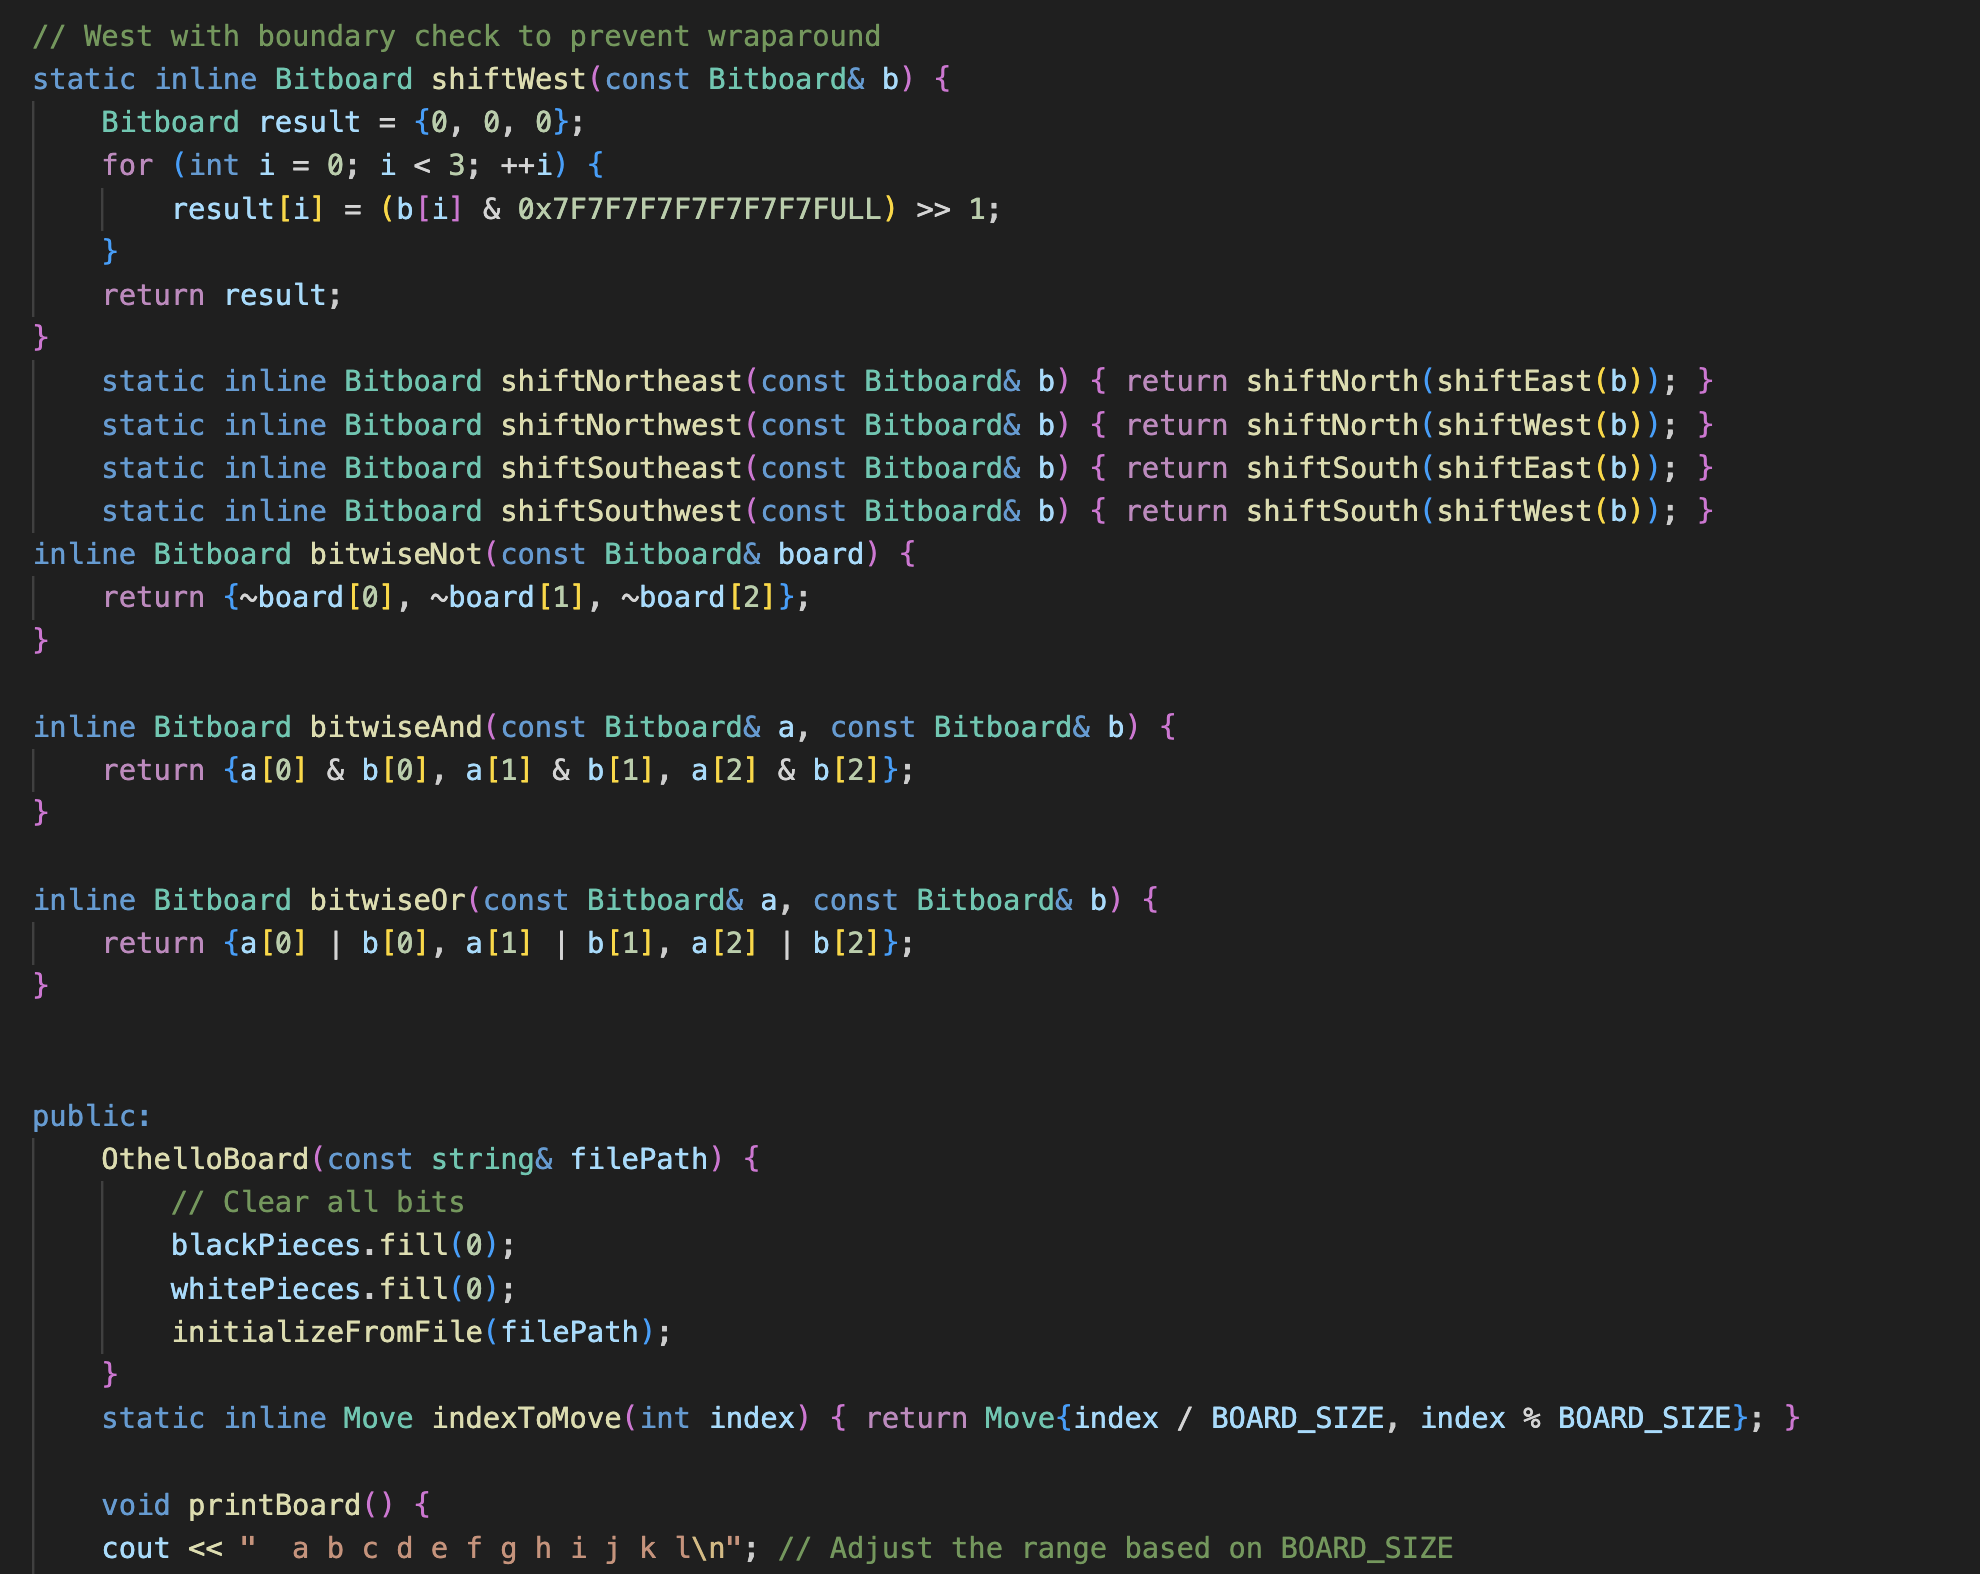 // West with boundary check to prevent wraparound
static inline Bitboard shiftWest(const Bitboard& b) {
    Bitboard result = {0, 0, 0};
    for (int i = 0; i < 3; ++i) {
        result[i] = (b[i] & 0x7F7F7F7F7F7F7F7FULL) >> 1;
    }
    return result;
}
    static inline Bitboard shiftNortheast(const Bitboard& b) { return shiftNorth(shiftEast(b)); }
    static inline Bitboard shiftNorthwest(const Bitboard& b) { return shiftNorth(shiftWest(b)); }
    static inline Bitboard shiftSoutheast(const Bitboard& b) { return shiftSouth(shiftEast(b)); }
    static inline Bitboard shiftSouthwest(const Bitboard& b) { return shiftSouth(shiftWest(b)); }
inline Bitboard bitwiseNot(const Bitboard& board) {
    return {~board[0], ~board[1], ~board[2]};
}
inline Bitboard bitwiseAnd(const Bitboard& a, const Bitboard& b) {
    return {a[0] & b[0], a[1] & b[1], a[2] & b[2]};
}
inline Bitboard bitwiseOr(const Bitboard& a, const Bitboard& b) {
    return {a[0] | b[0], a[1] | b[1], a[2] | b[2]};
}
public:
    OthelloBoard(const string& filePath) {
        // Clear all bits
        blackPieces.fill(0);
        whitePieces.fill(0);
        initializeFromFile(filePath);
    }
    static inline Move indexToMove(int index) { return Move{index / BOARD_SIZE, index % BOARD_SIZE}; }
    void printBoard() {
    cout << "  a b c d e f g h i j k l\n"; // Adjust the range based on BOARD_SIZE